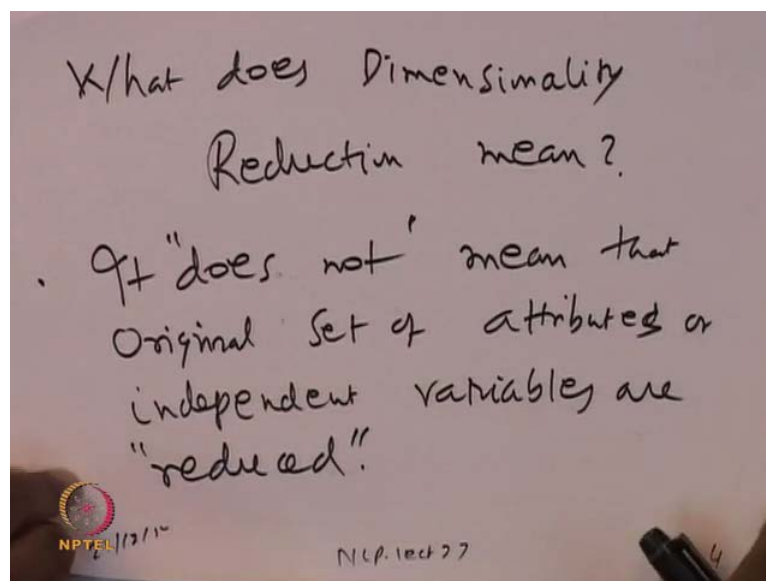 What does Dimensionality
Reduction mean?
. It "does not" mean that
Original set of attributes or
independent variables are
"reduced".
NPTEL
NLP. lect
4